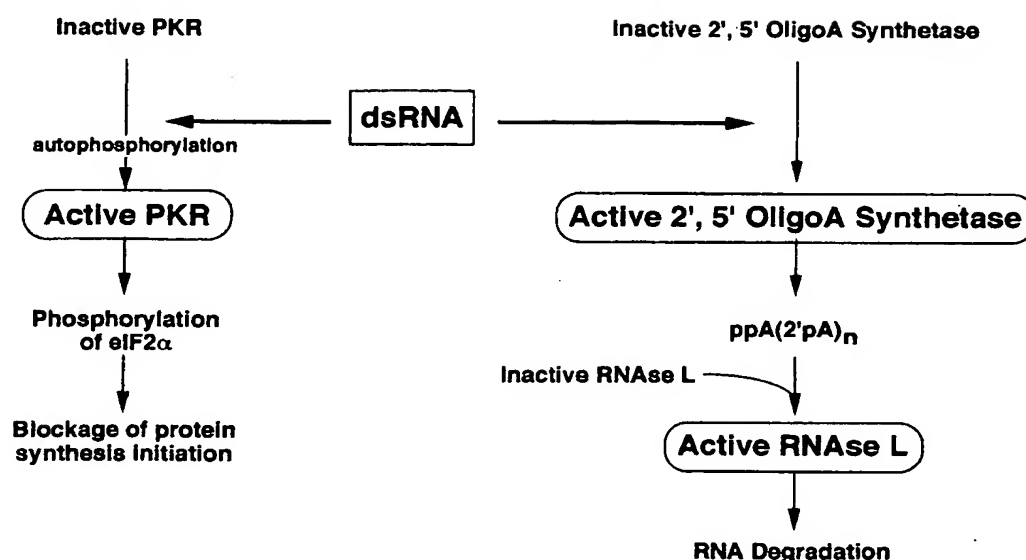 Inactive PKR
autophosphorylation
Active PKR
Phosphorylation
of eIF2α
Blockage of protein
synthesis initiation
dsRNA
Inactive 2', 5' OligoA Synthetase
Active 2', 5' OligoA Synthetase
ppA(2'pA)n
Inactive RNAse L
Active RNAse L
RNA Degradation